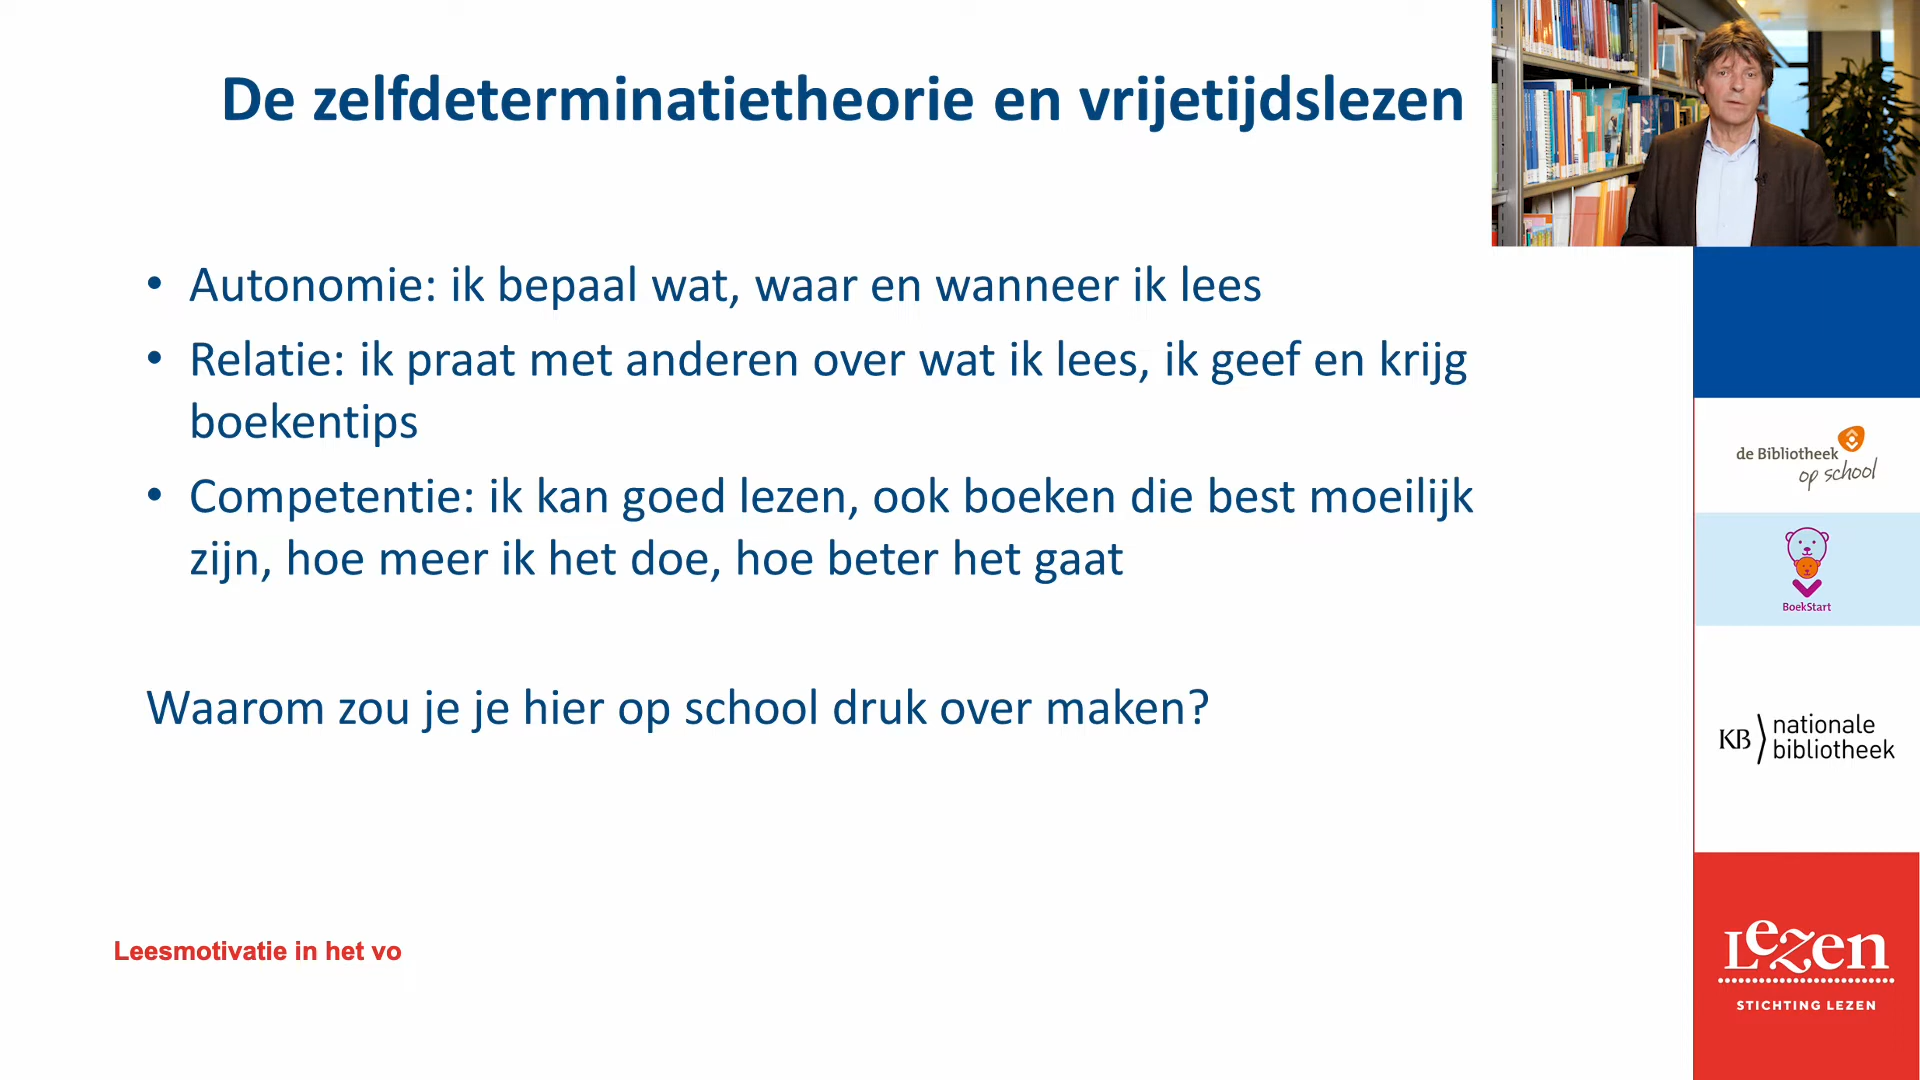 De zelfdeterminatietheorie en vrijetijdslezen
• Autonomie: ik bepaal wat, waar en wanneer ik lees
• Relatie: ik praat met anderen over wat ik lees, ik geef en krijg
boekentips
• Competentie: ik kan goed lezen, ook boeken die best moeilijk
zijn, hoe meer ik het doe, hoe beter het gaat
Waarom zou je je hier op school druk over maken?
Leesmotivatie in het vo
de Bibliotheek
op school
BoekStart
KB nationale
bibliotheek
Lezen
STICHTING LEZEN